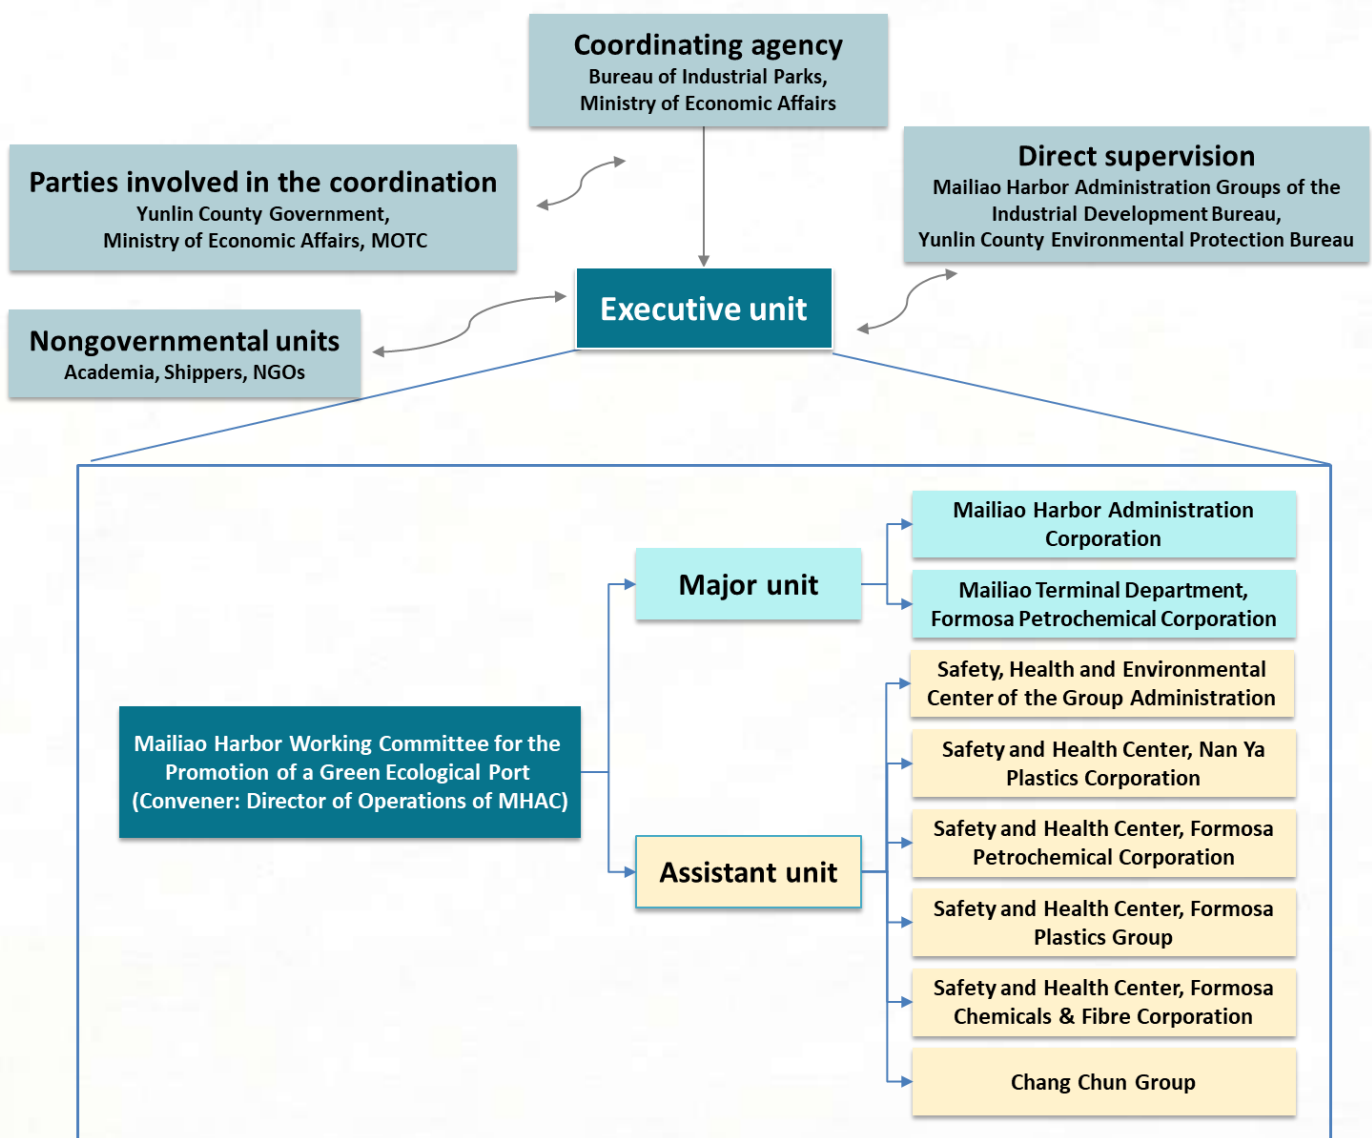 Coordinating agency
Bureau of Industrial Parks,
Ministry of Economic Affairs
Parties involved in the coordination
Yunlin County Government,
Ministry of Economic Affairs, MOTC
Direct supervision
Mailiao Harbor Administration Groups of the
Industrial Development Bureau,
Yunlin County Environmental Protection Bureau
Executive unit
Nongovernmental units
Academia, Shippers, NGOs
Mailiao Harbor Working Committee for the
Promotion of a Green Ecological Port
(Convener: Director of Operations of MHAC)
Major unit
Mailiao Harbor Administration
Corporation
Mailiao Terminal Department,
Formosa Petrochemical Corporation
Assistant unit
Safety, Health and Environmental
Center of the Group Administration
Safety and Health Center, Nan Ya
Plastics Corporation
Safety and Health Center, Formosa
Petrochemical Corporation
Safety and Health Center, Formosa
Plastics Group
Safety and Health Center, Formosa
Chemicals & Fibre Corporation
Chang Chun Group